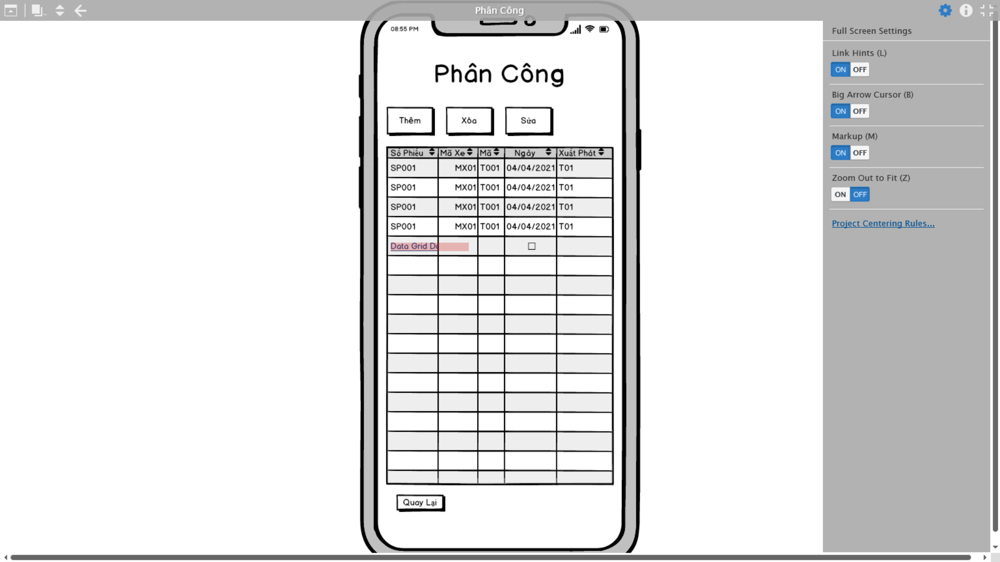 Phân Công
08:55 PM
Full Screen Settings
Link Hints (L)
ON OFF
Big Arrow Cursor (B)
ON OFF
Markup (M)
ON OFF
Zoom Out to Fit (Z)
ON OFF
Project Centering Rules...
Phân Công
Thêm Xóa Sửa
Số Phiếu Mã Xe Mã Ngày Xuất Phát
SP001 MX01 T001 04/04/2021 T01
SP001 MX01 T001 04/04/2021 T01
SP001 MX01 T001 04/04/2021 T01
SP001 MX01 T001 04/04/2021 T01
Data Grid Do
Quay Lại